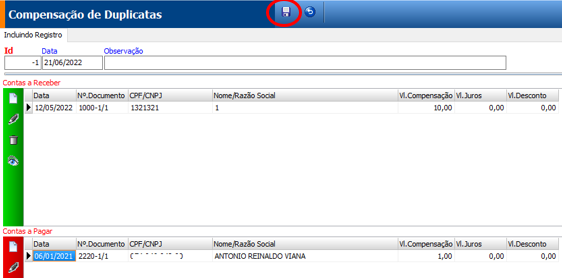 Compensação de Duplicatas
Incluindo Registro
Id Data Observação
-1 21/06/2022
Contas a Receber
Data Nº.Documento CPF/CNPJ Nome/Razão Social Vl.Compensação Vl.Juros Vl.Desconto
12/05/2022 1000-1/1 1321321 1 10,00 0,00 0,00
Contas a Pagar
Data Nº.Documento CPF/CNPJ Nome/Razão Social Vl.Compensação Vl.Juros Vl.Desconto
06/01/2021 2220-1/1 ANTONIO REINALDO VIANA 1,00 0,00 0,00